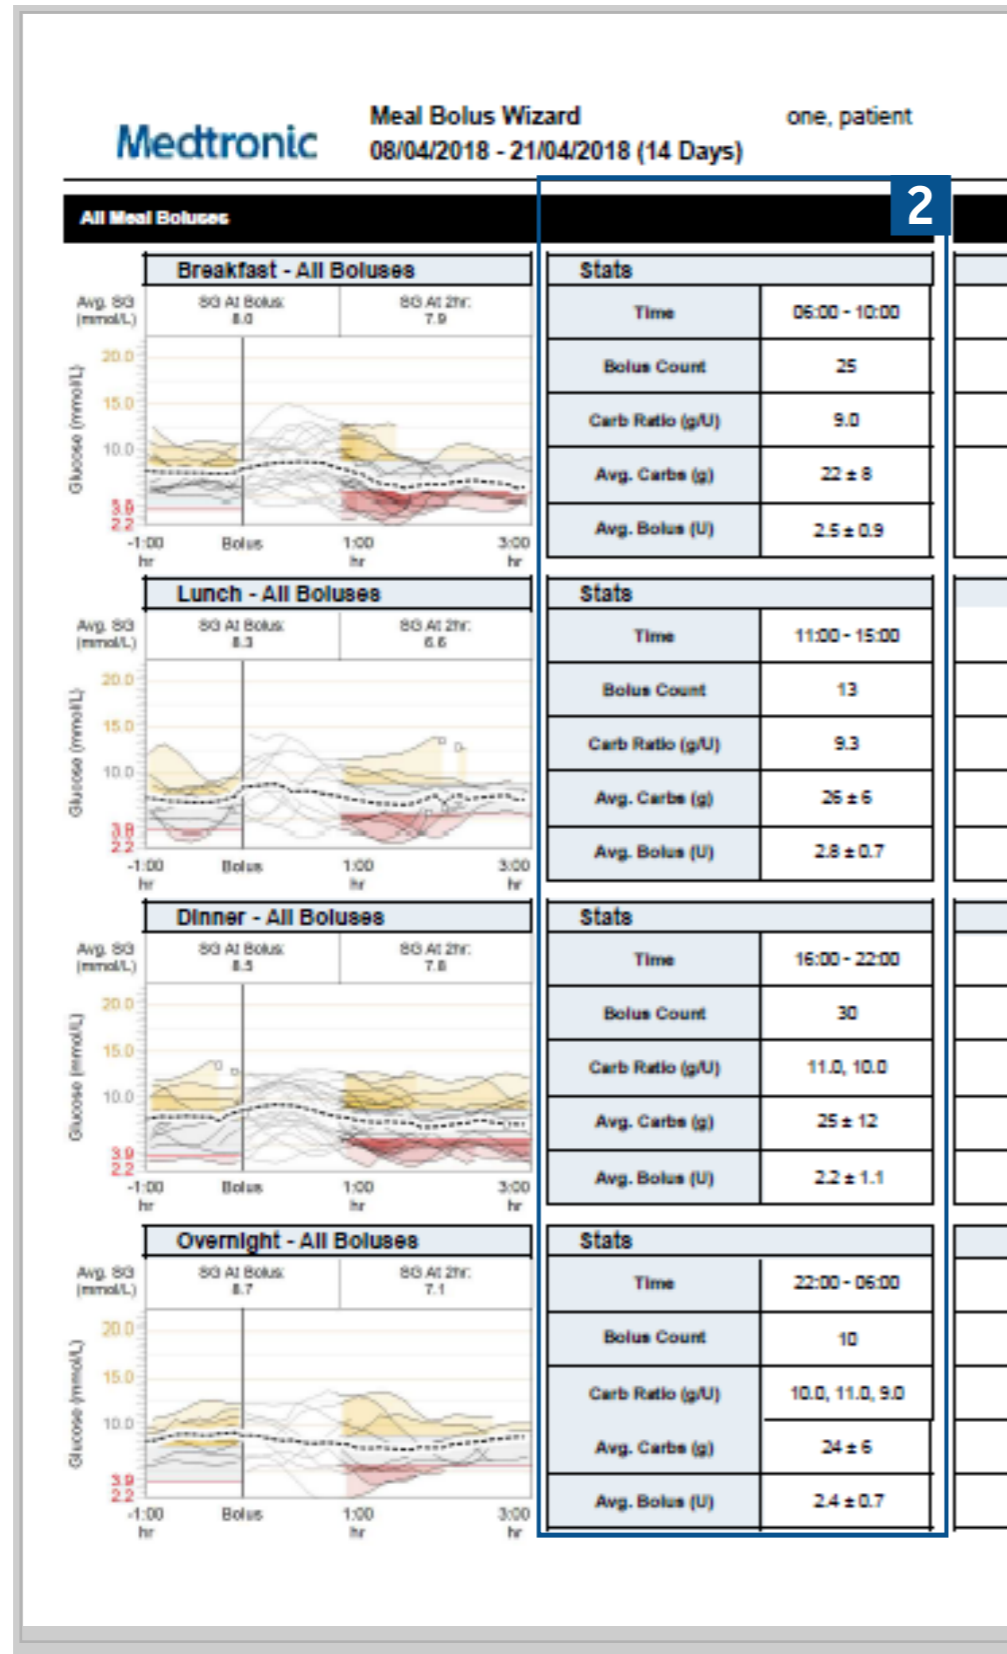 Medtronic
Meal Bolus Wizard
one, patient
08/04/2018 - 21/04/2018 (14 Days)
2
All Meal Boluses
Breakfast - All Boluses
Avg. SG
(mmol/L)
SG At Bolus:
8.0
SG At 2hr:
7.9
Glucose (mmol/L)
20.0
15.0
10.0
3.9
2.2
-1:00
hr
Bolus
1:00
hr
3:00
hr
Stats
Time 06:00 - 10:00
Bolus Count 25
Carb Ratio (g/U) 9.0
Avg. Carbs (g) 22 ± 8
Avg. Bolus (U) 2.5 ± 0.9
Lunch - All Boluses
Avg. SG
(mmol/L)
SG At Bolus:
8.3
SG At 2hr:
6.6
Glucose (mmol/L)
20.0
15.0
10.0
3.9
2.2
-1:00
hr
Bolus
1:00
hr
3:00
hr
Stats
Time 11:00 - 15:00
Bolus Count 13
Carb Ratio (g/U) 9.3
Avg. Carbs (g) 26 ± 6
Avg. Bolus (U) 2.8 ± 0.7
Dinner - All Boluses
Avg. SG
(mmol/L)
SG At Bolus:
8.5
SG At 2hr:
7.8
Glucose (mmol/L)
20.0
15.0
10.0
3.9
2.2
-1:00
hr
Bolus
1:00
hr
3:00
hr
Stats
Time 16:00 - 22:00
Bolus Count 30
Carb Ratio (g/U) 11.0, 10.0
Avg. Carbs (g) 25 ± 12
Avg. Bolus (U) 2.2 ± 1.1
Overnight - All Boluses
Avg. SG
(mmol/L)
SG At Bolus:
8.7
SG At 2hr:
7.1
Glucose (mmol/L)
20.0
15.0
10.0
3.9
2.2
-1:00
hr
Bolus
1:00
hr
3:00
hr
Stats
Time 22:00 - 06:00
Bolus Count 10
Carb Ratio (g/U) 10.0, 11.0, 9.0
Avg. Carbs (g) 24 ± 6
Avg. Bolus (U) 2.4 ± 0.7